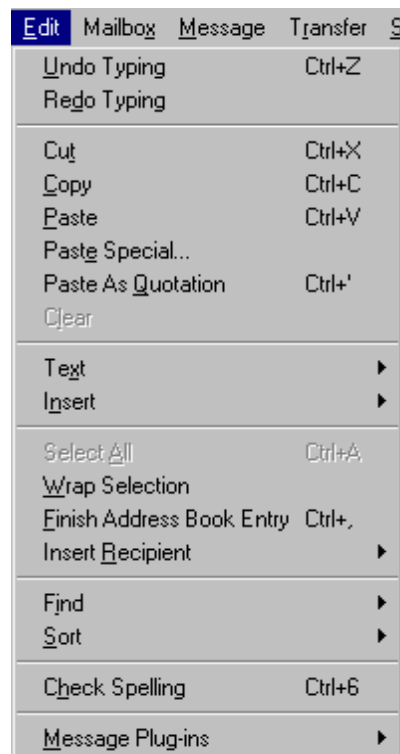 Edit Mailbox Message Transfer S
Undo Typing Ctrl+Z
Redo Typing
Cut Ctrl+X
Copy Ctrl+C
Paste Ctrl+V
Paste Special...
Paste As Quotation Ctrl+'
Clear
Text
Insert
Select All Ctrl+A
Wrap Selection
Finish Address Book Entry Ctrl+,
Insert Recipient
Find
Sort
Check Spelling Ctrl+6
Message Plug-ins